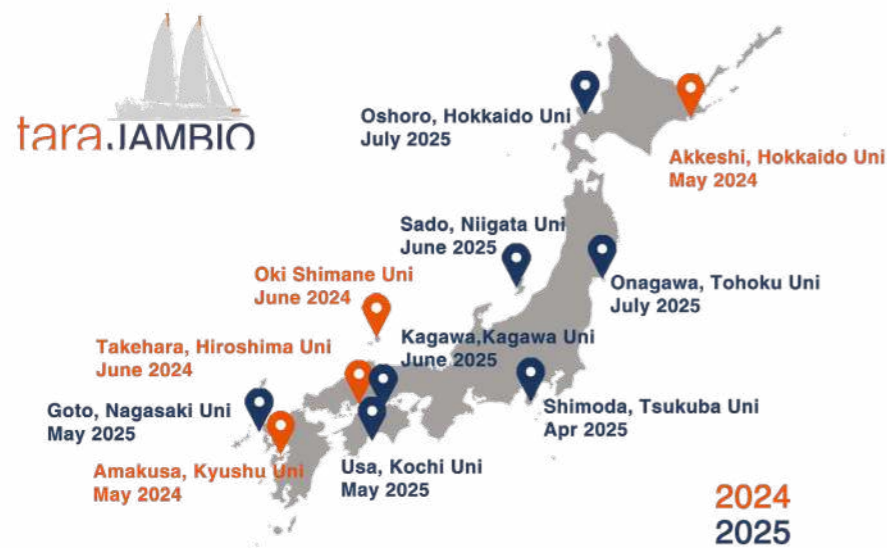 tara JAMBIO
Oshoro, Hokkaido Uni
July 2025
Akkeshi, Hokkaido Uni
May 2024
Sado, Niigata Uni
June 2025
Oki Shimane Uni
June 2024
Onagawa, Tohoku Uni
July 2025
Takehara, Hiroshima Uni
June 2024
Kagawa,Kagawa Uni
June 2025
Goto, Nagasaki Uni
May 2025
Shimoda, Tsukuba Uni
Apr 2025
Amakusa, Kyushu Uni
May 2024
Usa, Kochi Uni
May 2025
2024
2025